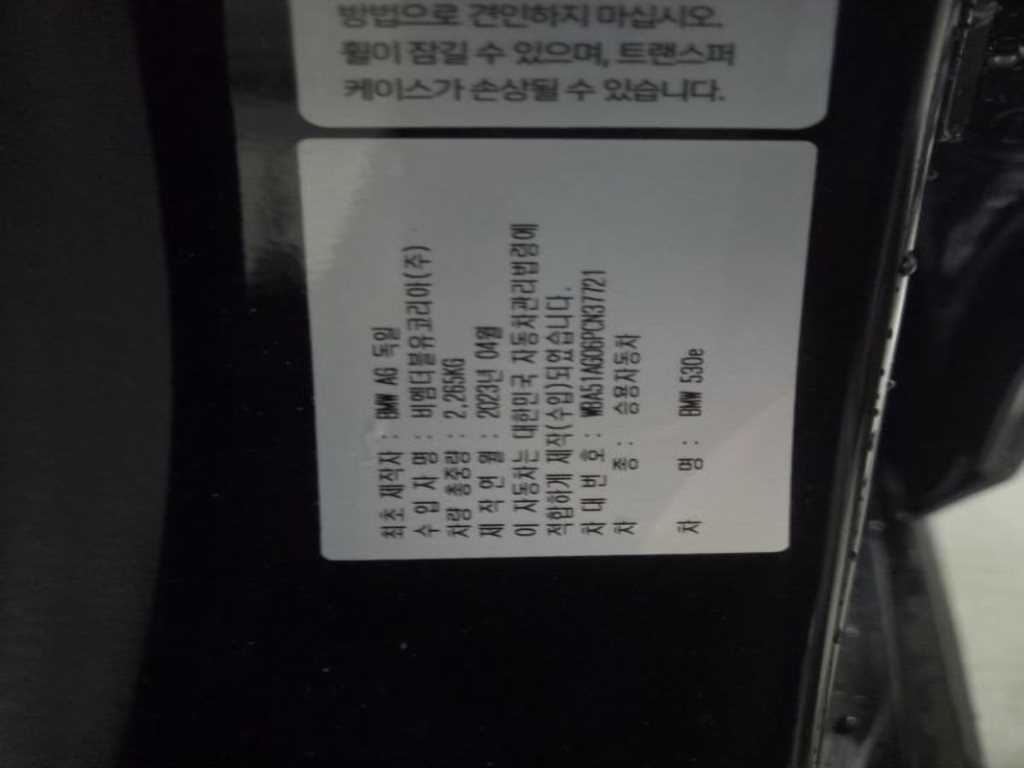 방법으로 견인하지 마십시오.
휠이 잠길 수 있으며, 트랜스퍼
케이스가 손상될 수 있습니다.
최초 제작자 : BMW AG 독일
수 입 자 명 : 비엠더블유코리아(주)
차량 총중량 : 2,265KG
제 작 연 월 : 2023년 04월
이 자동차는 대한민국 자동차관리법령에
적합하게 제작(수입)되었습니다.
차 대 번 호 : WBA51AG06PCN37721
차 종 : 승용자동차
차 명 : BMW 530e